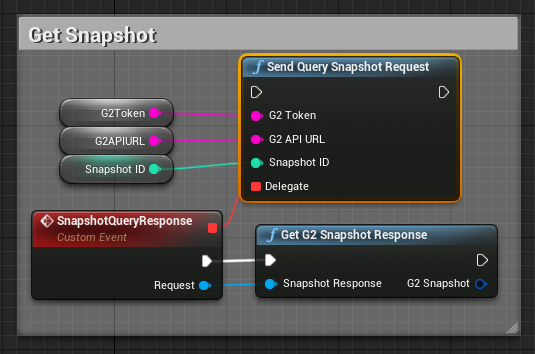 Get Snapshot
f Send Query Snapshot Request
G2Token
G2 Token
G2APIURL
G2 API URL
Snapshot ID
Snapshot ID
Delegate
SnapshotQueryResponse
Custom Event
Request
f Get G2 Snapshot Response
Snapshot Response
G2 Snapshot